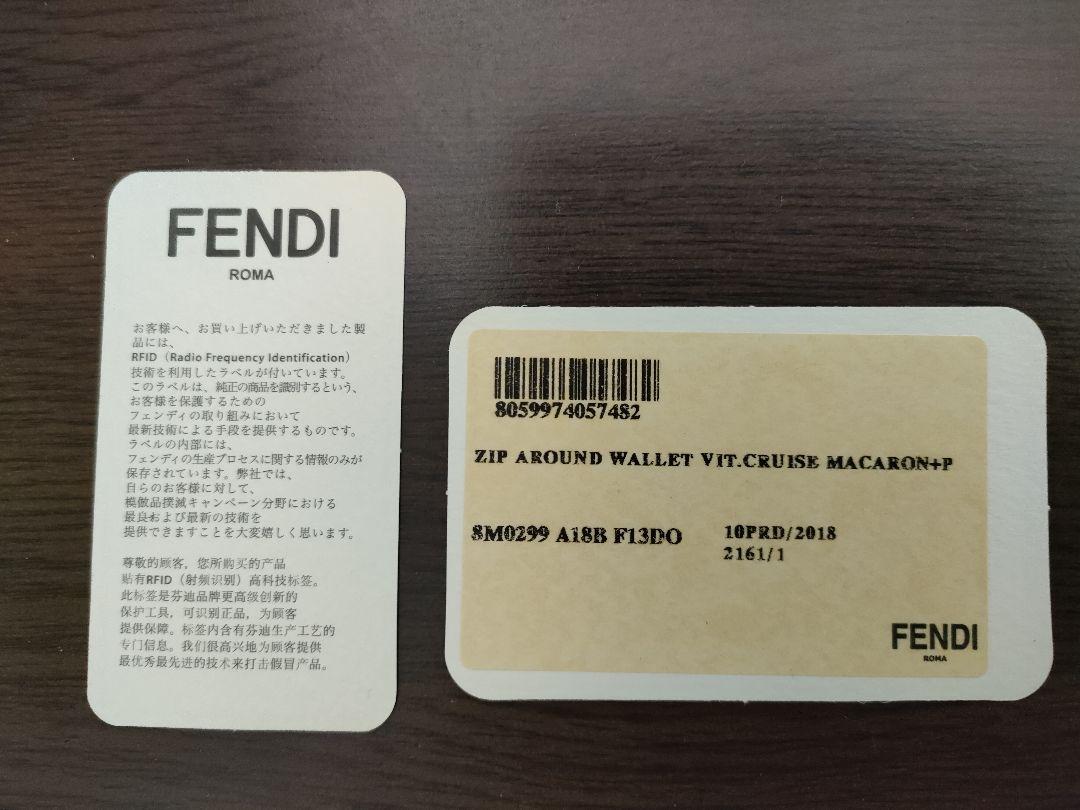 FENDI
ROMA
お客様へ、お買い上げいただきました製
品には、
RFID（Radio Frequency Identification）
技術を利用したラベルが付いています。
このラベルは、純正の商品を識別するという、
お客様を保護するための
フェンディの取り組みにおいて
最新技術による手段を提供するものです。
ラベルの内部には、
フェンディの生産プロセスに関する情報のみが
保存されています。弊社では、
自らのお客様に対して、
模倣品撲滅キャンペーン分野における
最良および最新の技術を
提供できますことを大変嬉しく思います。
尊敬的顾客，您所购买的产品
贴有RFID（射频识别）高科技标签。
此标签是芬迪品牌更高级创新的
保护工具，可识别正品，为顾客
提供保障。标签内含有芬迪生产工艺的
专门信息。我们很高兴地为顾客提供
最优秀最先进的技术来打击假冒产品。
8059974057482
ZIP AROUND WALLET VIT.CRUISE MACARON+P
8M0299 A18B F13DO
10PRD/2018
2161/1
FENDI
ROMA